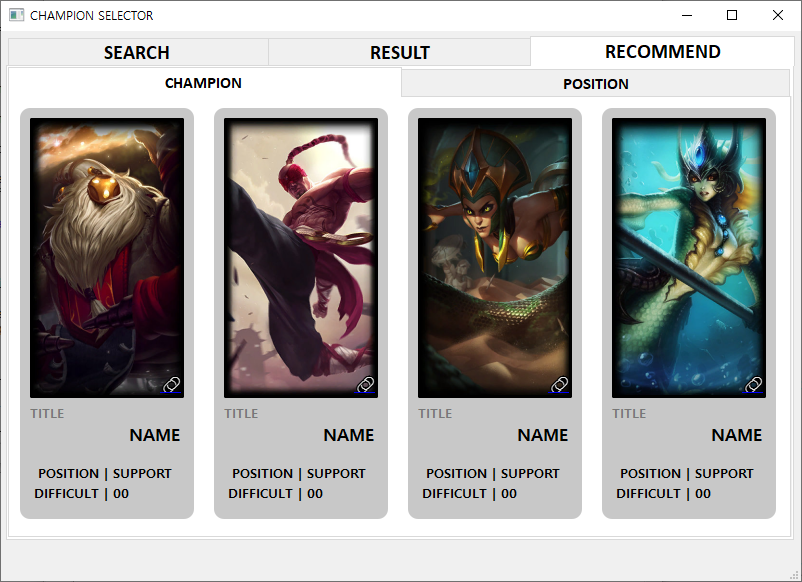 CHAMPION SELECTOR
SEARCH
RESULT
RECOMMEND
CHAMPION
POSITION
TITLE
NAME
POSITION | SUPPORT
DIFFICULT | 00
TITLE
NAME
POSITION | SUPPORT
DIFFICULT | 00
TITLE
NAME
POSITION | SUPPORT
DIFFICULT | 00
TITLE
NAME
POSITION | SUPPORT
DIFFICULT | 00